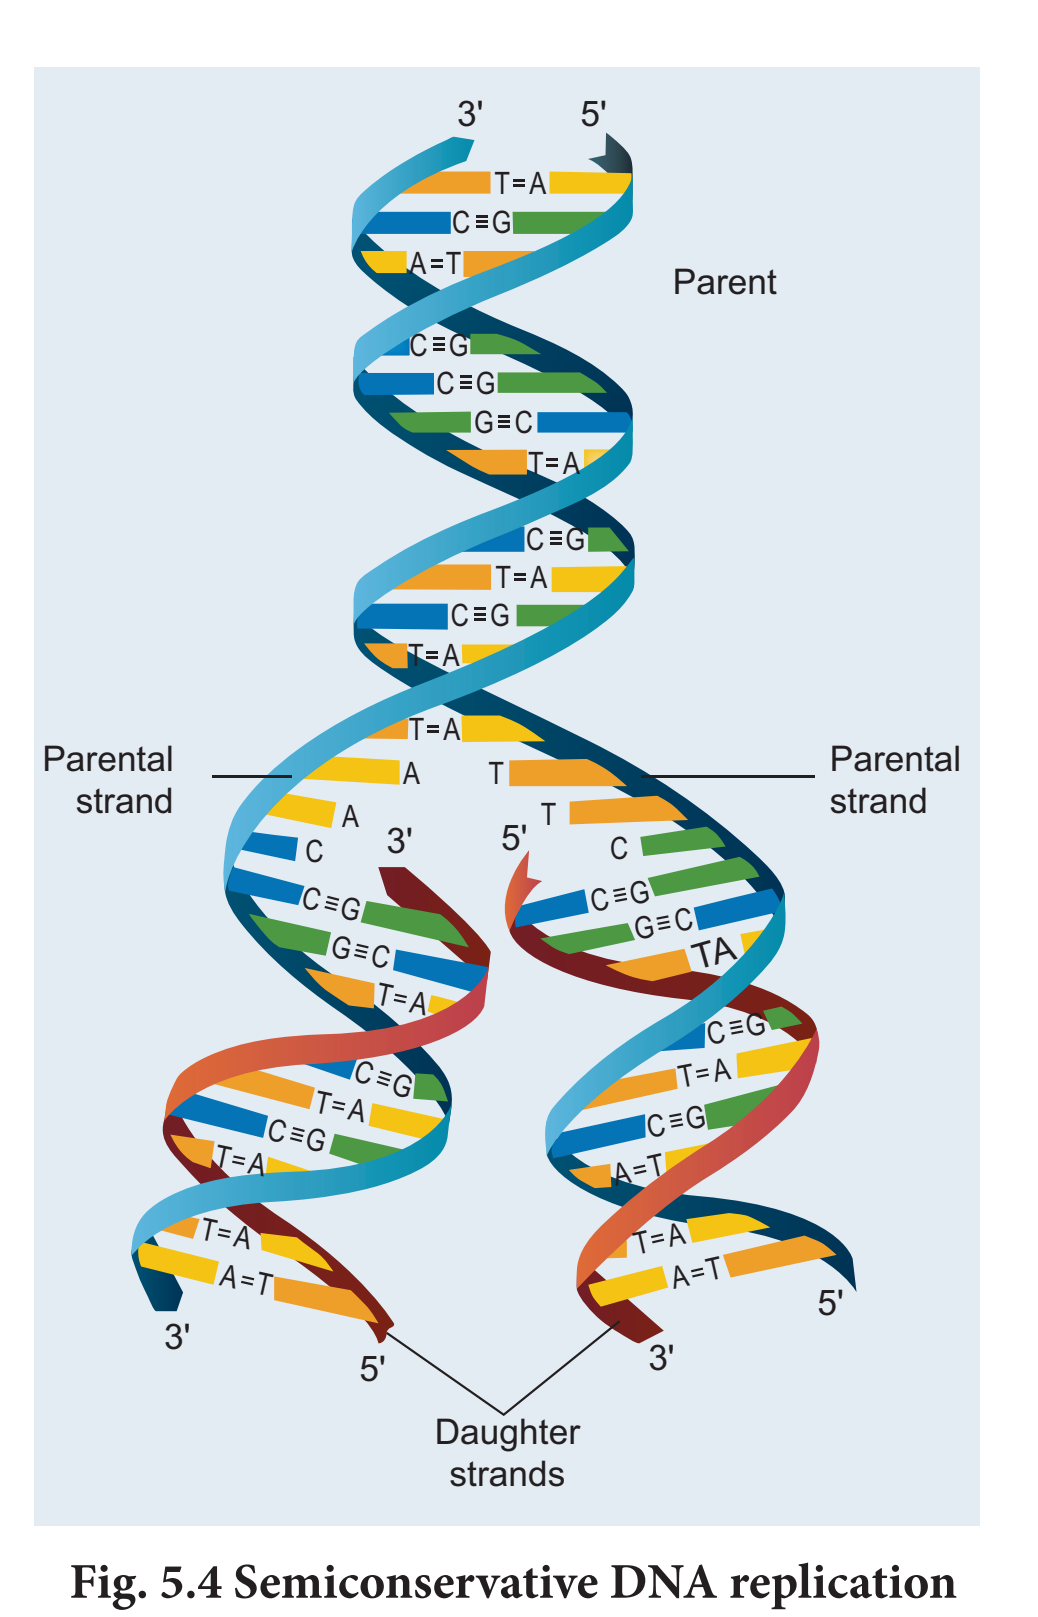 3' 5'
T=A
C≡G
A=T
Parent
C≡G
C≡G
G≡C
T=A
C≡G
T=A
C≡G
T=A
T=A
Parental
strand
Parental
strand
A T
A T
C C
3' 5'
C≡G
G≡C
T=A
C≡G
T=A
C≡G
T=A
T=A
A=T
3'
5'
C≡G
G≡C
TA
C≡G
T=A
C≡G
A=T
T=A
A=T
5'
3'
Daughter
strands
Fig. 5.4 Semiconservative DNA replication